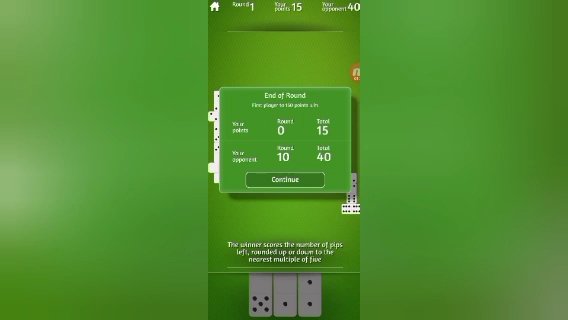 Round 1 Your points 15 Your opponent 40
End of Round
Round Total
Your points 0 15
Round Total
Your opponent 10 40
Continue
The winner scores the number of pips
left, rounded up or down to the
nearest multiple of five